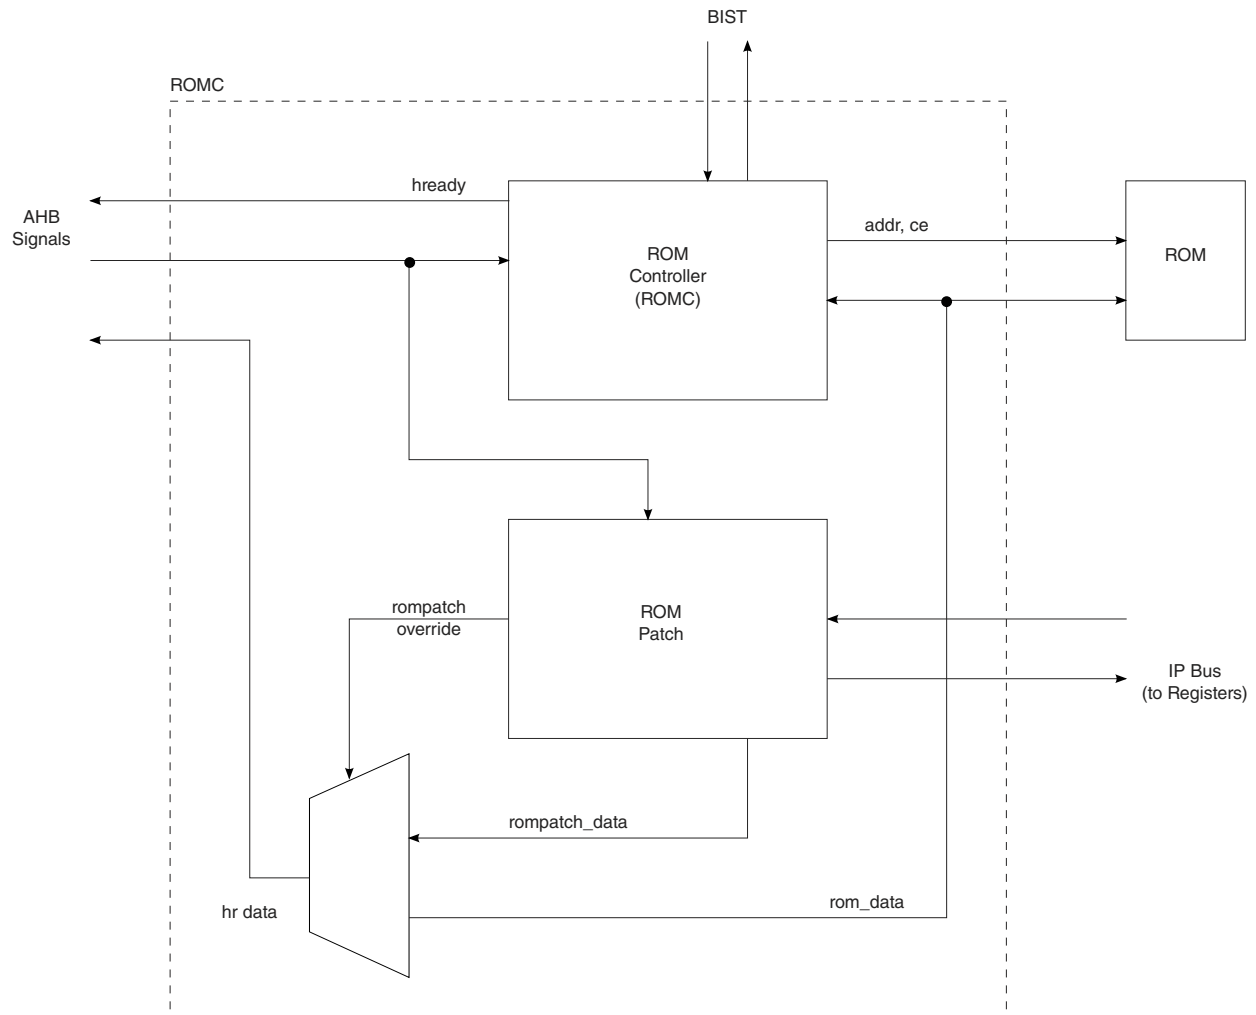 BIST
ROMC
hready
AHB
Signals
addr, ce
ROM
Controller
(ROMC)
ROM
rompatch
override
ROM
Patch
IP Bus
(to Registers)
rompatch_data
rom_data
hr data